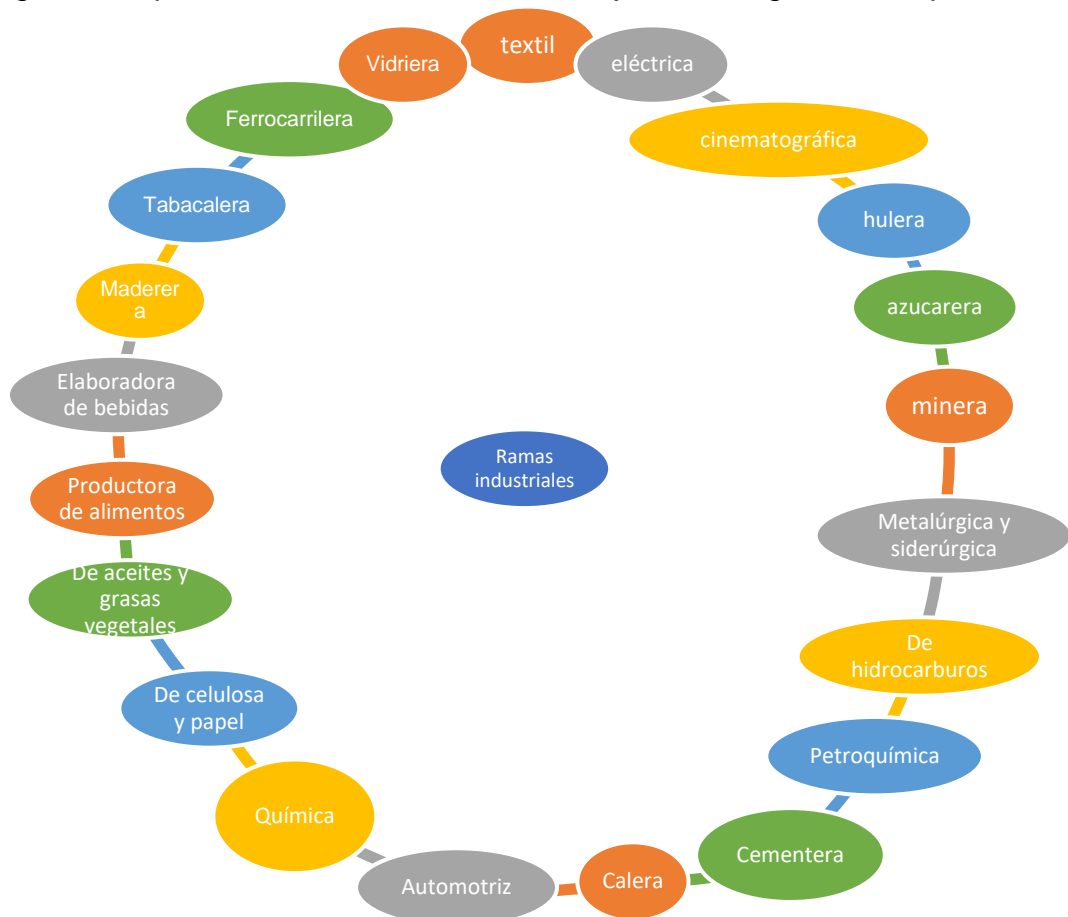 textil
eléctrica
cinematográfica
hulera
azucarera
minera
Metalúrgica y
siderúrgica
De
hidrocarburos
Petroquímica
Cementera
Calera
Automotriz
Química
De celulosa
y papel
De aceites y
grasas
vegetales
Productora
de alimentos
Elaboradora
de bebidas
Maderer
a
Tabacalera
Ferrocarrilera
Vidriera
Ramas
industriales